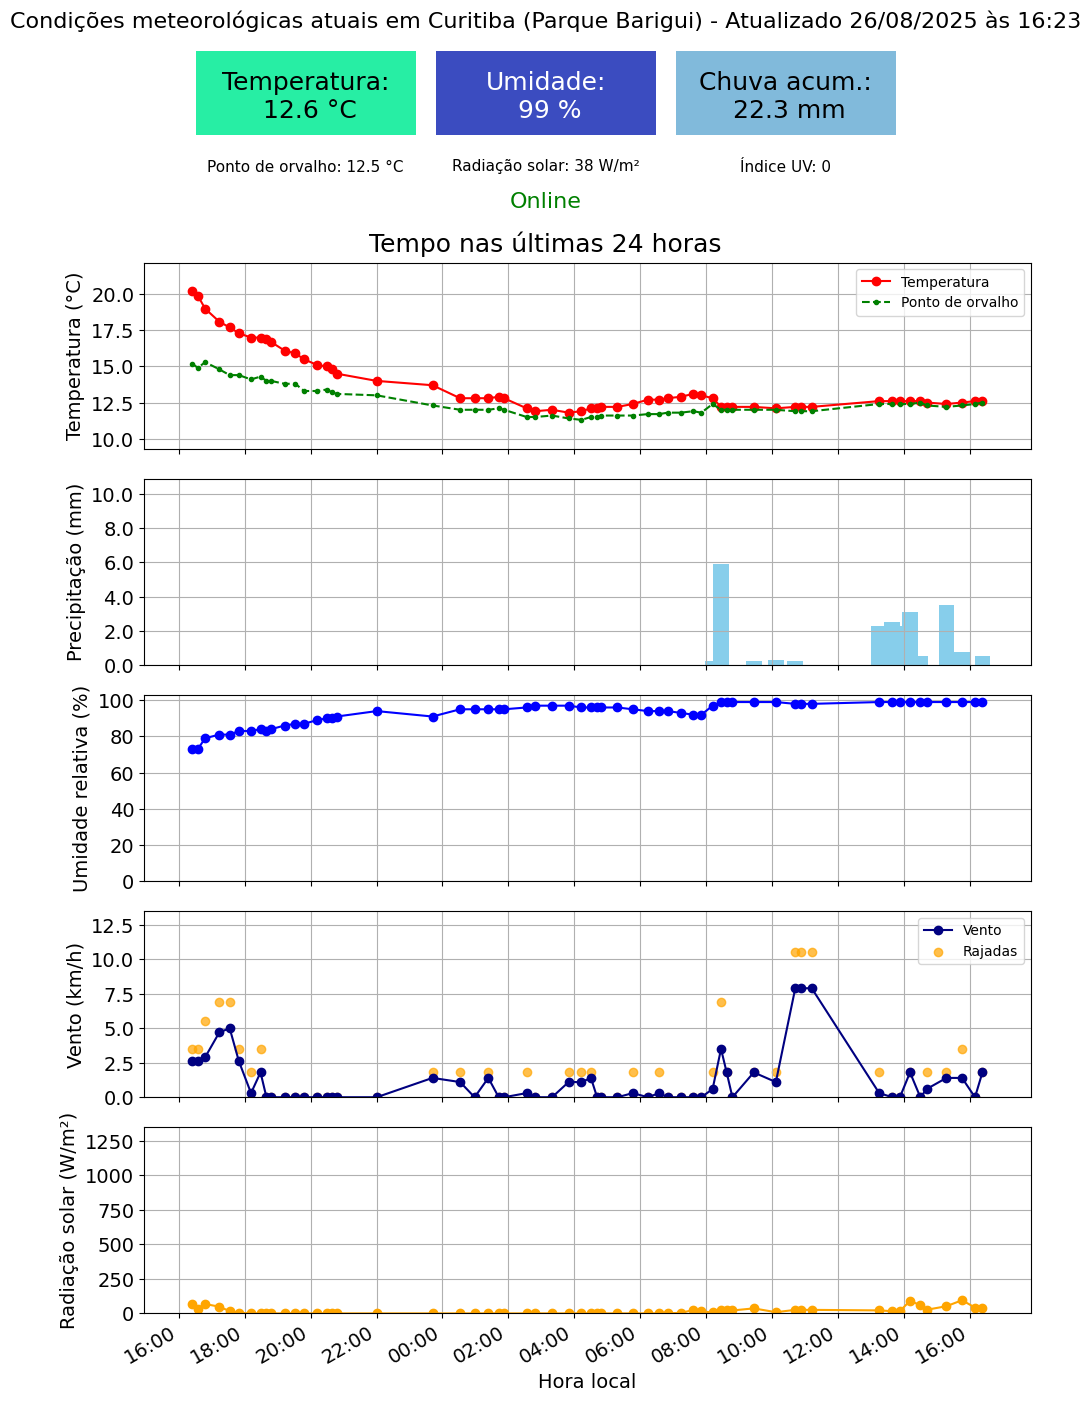 Condições meteorológicas atuais em Curitiba (Parque Barigui) - Atualizado 26/08/2025 às 16:23
Temperatura:
12.6 °C
Umidade:
99 %
Chuva acum.:
22.3 mm
Ponto de orvalho: 12.5 °C
Radiação solar: 38 W/m²
Índice UV: 0
Online
Tempo nas últimas 24 horas
Temperatura (°C)
20.0
17.5
15.0
12.5
10.0
Temperatura
Ponto de orvalho
Precipitação (mm)
10.0
8.0
6.0
4.0
2.0
0.0
Umidade relativa (%)
100
80
60
40
20
0
Vento (km/h)
12.5
10.0
7.5
5.0
2.5
0.0
Vento
Rajadas
Radiação solar (W/m²)
1250
1000
750
500
250
0
16:00
18:00
20:00
22:00
00:00
02:00
04:00
06:00
08:00
10:00
12:00
14:00
16:00
Hora local